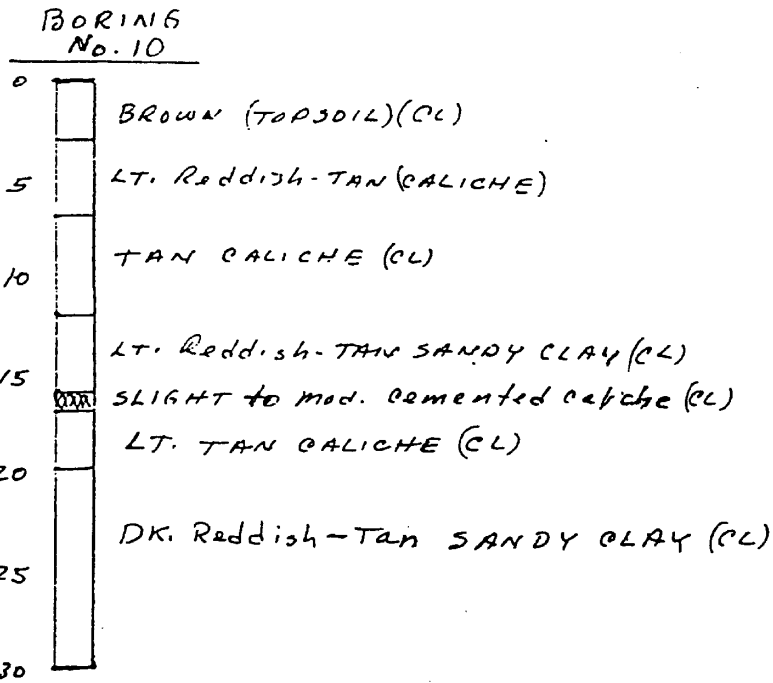 BORING
No. 10
0
BROWN (TOPSOIL)(CL)
5
LT. Reddish-TAN (CALICHE)
TAN CALICHE (CL)
10
LT. Reddish-TAN SANDY CLAY (CL)
15
SLIGHT to mod. cemented caliche (CL)
LT. TAN CALICHE (CL)
20
DK. Reddish-Tan SANDY CLAY (CL)
25
30